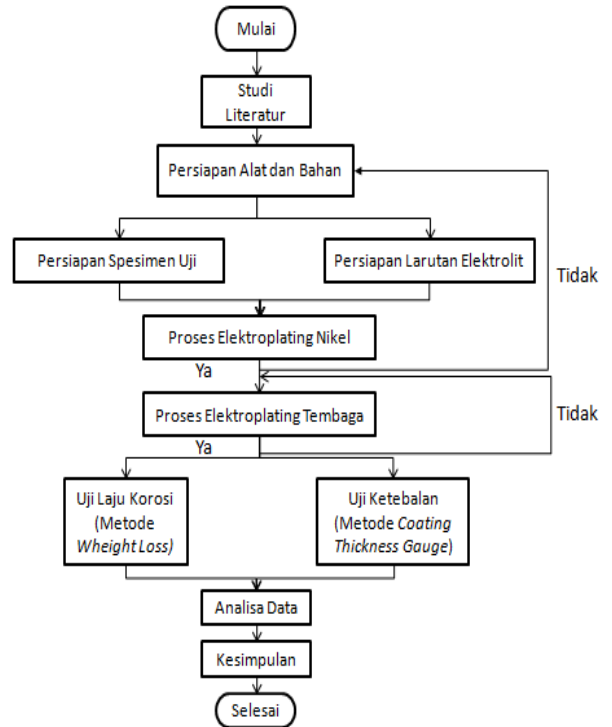 Mulai
Studi
Literatur
Persiapan Alat dan Bahan
Persiapan Spesimen Uji
Persiapan Larutan Elektrolit
Tidak
Proses Elektroplating Nikel
Ya
Proses Elektroplating Tembaga
Tidak
Ya
Uji Laju Korosi
(Metode
Wheight Loss)
Uji Ketebalan
(Metode Coating
Thickness Gauge)
Analisa Data
Kesimpulan
Selesai